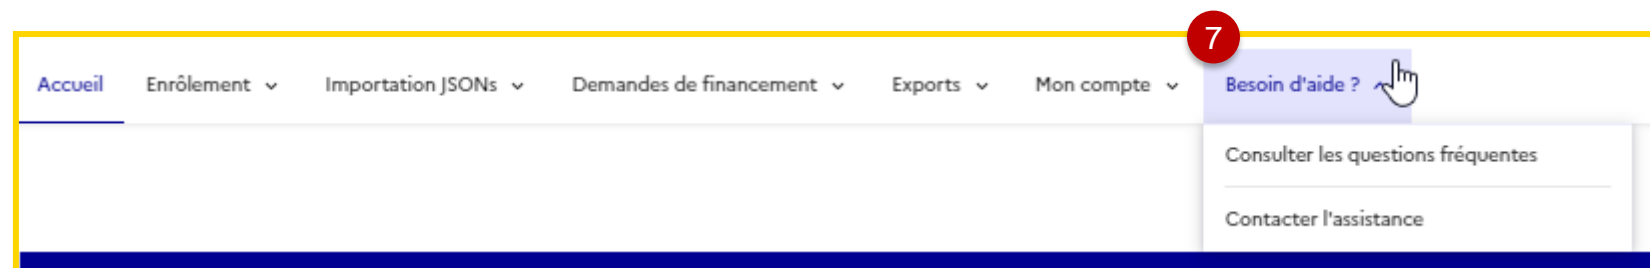 7
Accueil Enrôlement Importation JSONs Demandes de financement Exports Mon compte Besoin d'aide ?
Consulter les questions fréquentes
Contacter l'assistance